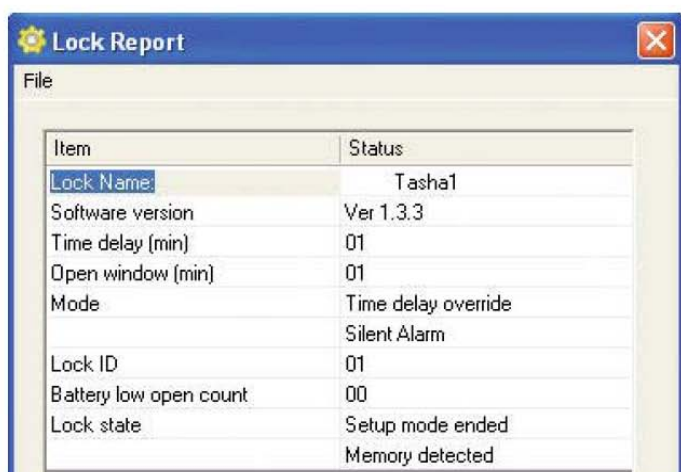 Lock Report
File
Item Status
Lock Name: Tasha1
Software version Ver 1.3.3
Time delay (min) 01
Open window (min) 01
Mode Time delay override
Silent Alarm
Lock ID 01
Battery low open count 00
Lock state Setup mode ended
Memory detected